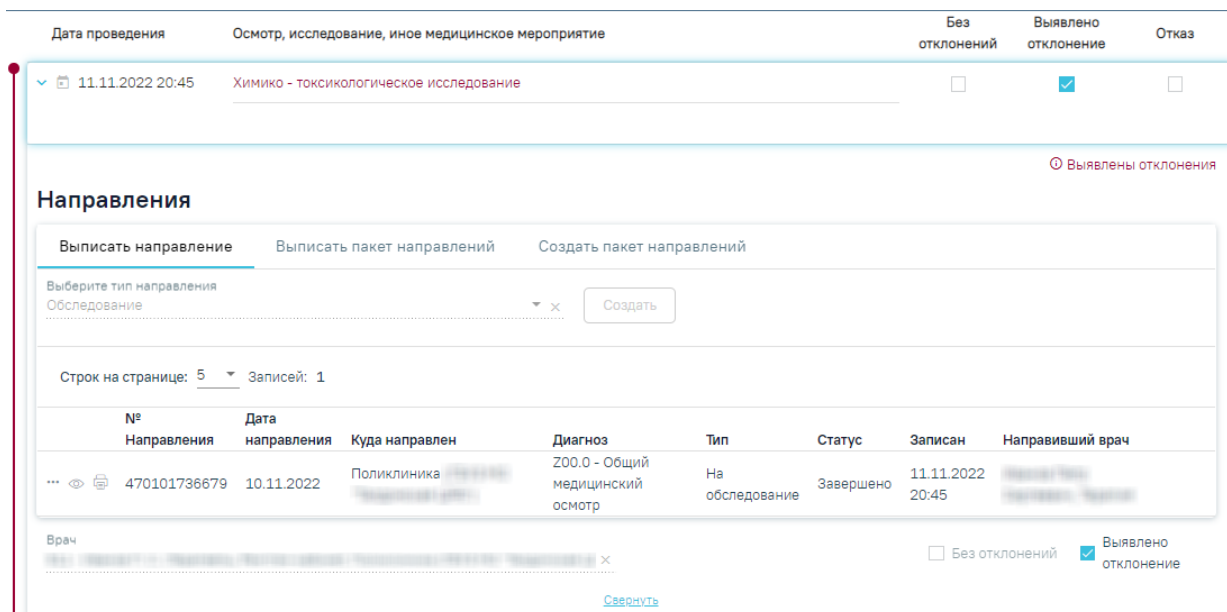 Дата проведения Осмотр, исследование, иное медицинское мероприятие Без отклонений Выявлено отклонение Отказ
11.11.2022 20:45 Химико - токсикологическое исследование
Выявлены отклонения
Направления
Выписать направление Выписать пакет направлений Создать пакет направлений
Выберите тип направления
Обследование Создать
Строк на странице: 5 Записей: 1
№ Направления Дата направления Куда направлен Диагноз Тип Статус Записан Направивший врач
470101736679 10.11.2022 Поликлиника Z00.0 - Общий медицинский осмотр На обследование Завершено 11.11.2022 20:45
Врач
Без отклонений Выявлено отклонение
Свернуть